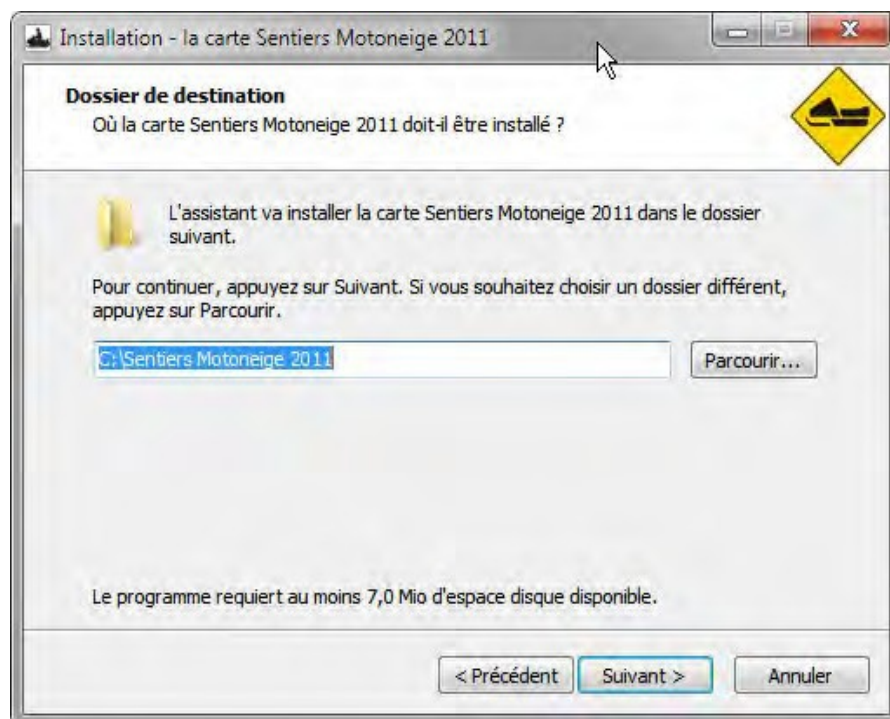 Installation - la carte Sentiers Motoneige 2011
Dossier de destination
Où la carte Sentiers Motoneige 2011 doit-il être installé ?
L'assistant va installer la carte Sentiers Motoneige 2011 dans le dossier
suivant.
Pour continuer, appuyez sur Suivant. Si vous souhaitez choisir un dossier différent,
appuyez sur Parcourir.
C:\Sentiers Motoneige 2011
Parcourir...
Le programme requiert au moins 7,0 Mio d'espace disque disponible.
< Précédent
Suivant >
Annuler